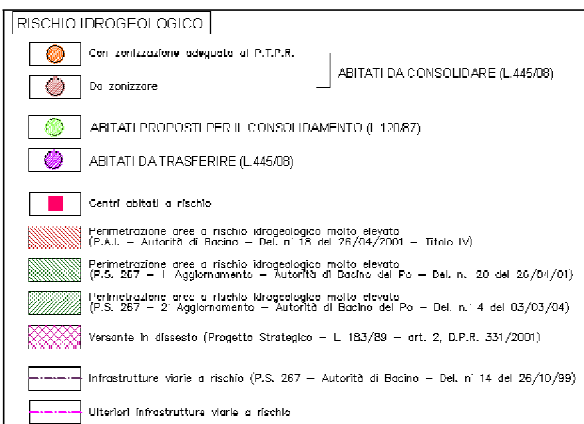 RISCHIO IDROGEOLOGICO
Con zonizzazione adeguata al P.T.P.R.
ABITATI DA CONSOLIDARE (L.445/08)
Da zonizzare
ABITATI PROPOSTI PER IL CONSOLIDAMENTO (L.120/87)
ABITATI DA TRASFERIRE (L.445/08)
Centri abitati a rischio
Perimetrazione aree a rischio idrogeologico molto elevato
(P.A.I. – Autorità di Bacino – Del. n° 18 del 26/04/2001 – Titolo IV)
Perimetrazione aree a rischio idrogeologico molto elevato
(P.S. 267 – 1° Aggiornamento – Autorità di Bacino del Po – Del. n. 20 del 26/04/01)
Perimetrazione aree a rischio idrogeologico molto elevato
(P.S. 267 – 2° Aggiornamento – Autorità di Bacino del Po – Del. n° 4 del 03/03/04)
Versante in dissesto (Progetto Strategico – L. 183/89 – art. 2, D.P.R. 331/2001)
Infrastrutture viarie a rischio (P.S. 267 – Autorità di Bacino – Del. n° 14 del 26/10/99)
Ulteriori infrastrutture viarie a rischio